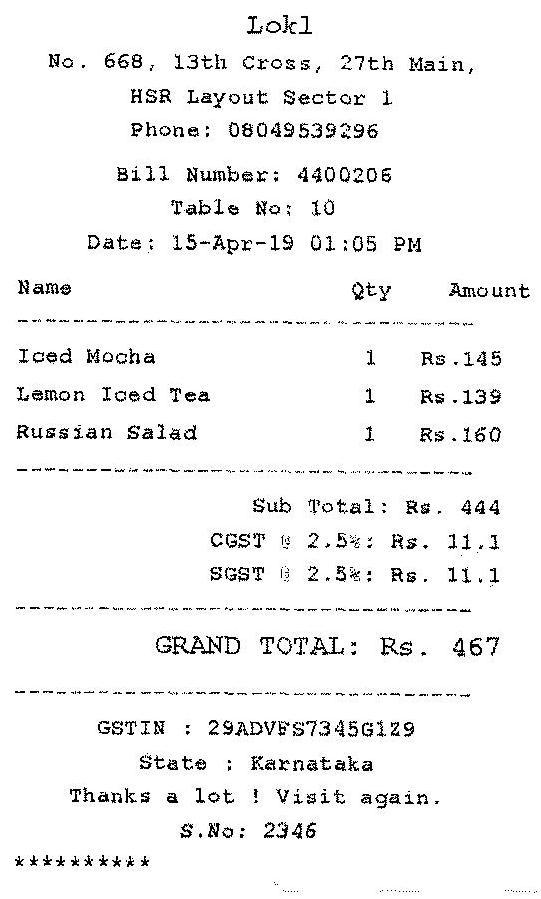 Lokl
No. 668, 13th Cross, 27th Main,
HSR Layout Sector 1
Phone: 08049539296
Bill Number: 4400206
Table No: 10
Date: 15-Apr-19 01:05 PM
Name Qty Amount
Iced Mocha 1 Rs.145
Lemon Iced Tea 1 Rs.139
Russian Salad 1 Rs.160
Sub Total: Rs. 444
CGST @ 2.5%: Rs. 11.1
SGST @ 2.5%: Rs. 11.1
GRAND TOTAL: Rs. 467
GSTIN : 29ADVFS7345G1Z9
State : Karnataka
Thanks a lot ! Visit again.
S.No: 2346
**********